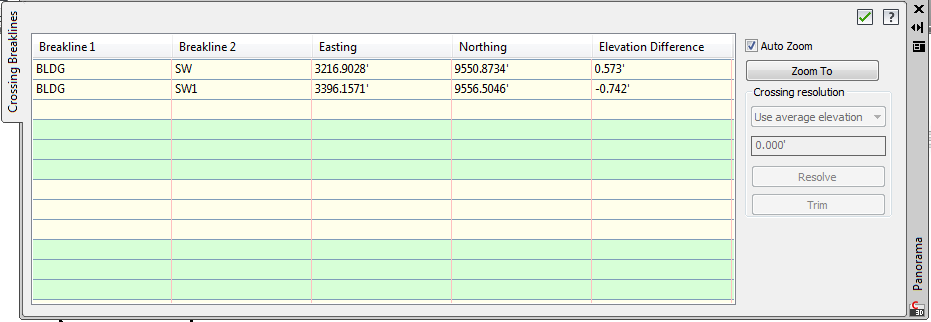 Crossing Breaklines
Breakline 1 Breakline 2 Easting Northing Elevation Difference
BLDG SW 3216.9028' 9550.8734' 0.573'
BLDG SW1 3396.1571' 9556.5046' -0.742'
?
Auto Zoom
Zoom To
Crossing resolution
Use average elevation
0.000'
Resolve
Trim
Panorama
C3D